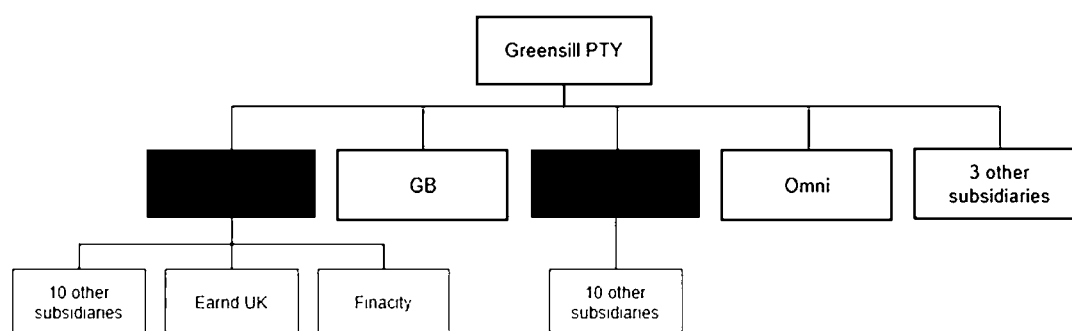 Greensill PTY
GB
Omni
3 other
subsidiaries
10 other
subsidiaries
Earnd UK
Finacity
10 other
subsidiaries